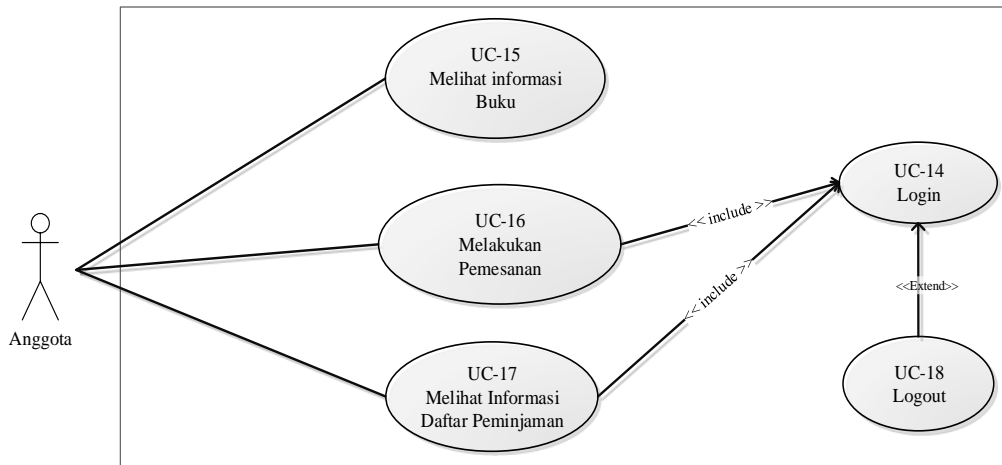 UC-15
Melihat informasi
Buku
UC-14
Login
UC-16
Melakukan
Pemesanan
<< include >>
<< include >>
<<Extend>>
Anggota
UC-17
Melihat Informasi
Daftar Peminjaman
UC-18
Logout